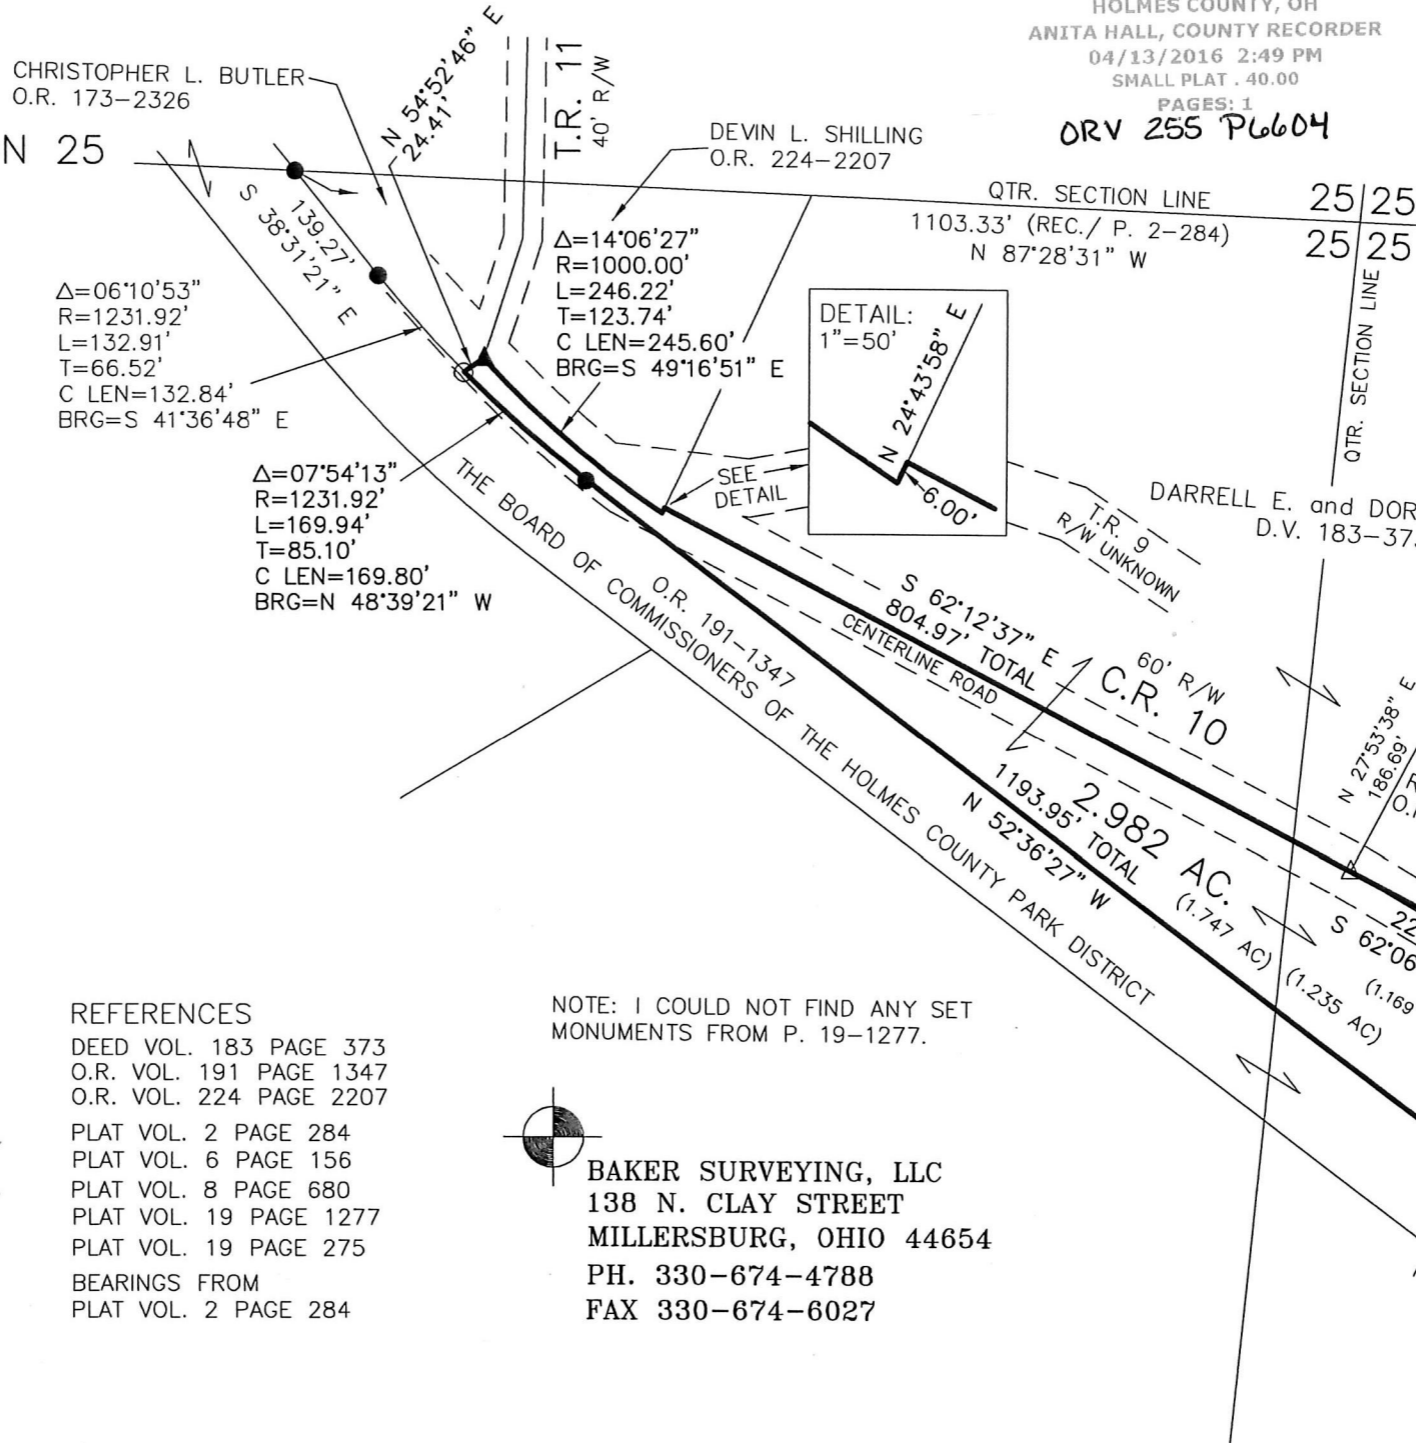 HOLMES COUNTY, OH
ANITA HALL, COUNTY RECORDER
04/13/2016 2:49 PM
SMALL PLAT . 40.00
PAGES: 1
ORV 255 P6604
CHRISTOPHER L. BUTLER
O.R. 173-2326
N 25
N 54°52'46" E
24.41'
T.R. 11
40' R/W
DEVIN L. SHILLING
O.R. 224-2207
QTR. SECTION LINE
1103.33' (REC./ P. 2-284)
N 87°28'31" W
25 25
25 25
QTR. SECTION LINE
139.27'
S 38°31'21" E
Δ=06°10'53"
R=1231.92'
L=132.91'
T=66.52'
C LEN=132.84'
BRG=S 41°36'48" E
Δ=14°06'27"
R=1000.00'
L=246.22'
T=123.74'
C LEN=245.60'
BRG=S 49°16'51" E
DETAIL:
1"=50'
N 24°43'58" E
6.00'
SEE
DETAIL
Δ=07°54'13"
R=1231.92'
L=169.94'
T=85.10'
C LEN=169.80'
BRG=N 48°39'21" W
T.R. 9
R/W UNKNOWN
DARRELL E. and DOR
D.V. 183-373
O.R. 191-1347
THE BOARD OF COMMISSIONERS OF THE HOLMES COUNTY PARK DISTRICT
S 62°12'37" E
804.97' TOTAL
CENTERLINE ROAD
60' R/W
C.R. 10
N 27°53'38" E
186.69'
2.982 AC.
1193.95' TOTAL
N 52°36'27" W
(1.747 AC)
(1.235 AC)
22
S 62°06
(1.169
REFERENCES
DEED VOL. 183 PAGE 373
O.R. VOL. 191 PAGE 1347
O.R. VOL. 224 PAGE 2207
PLAT VOL. 2 PAGE 284
PLAT VOL. 6 PAGE 156
PLAT VOL. 8 PAGE 680
PLAT VOL. 19 PAGE 1277
PLAT VOL. 19 PAGE 275
BEARINGS FROM
PLAT VOL. 2 PAGE 284
NOTE: I COULD NOT FIND ANY SET
MONUMENTS FROM P. 19-1277.
BAKER SURVEYING, LLC
138 N. CLAY STREET
MILLERSBURG, OHIO 44654
PH. 330-674-4788
FAX 330-674-6027